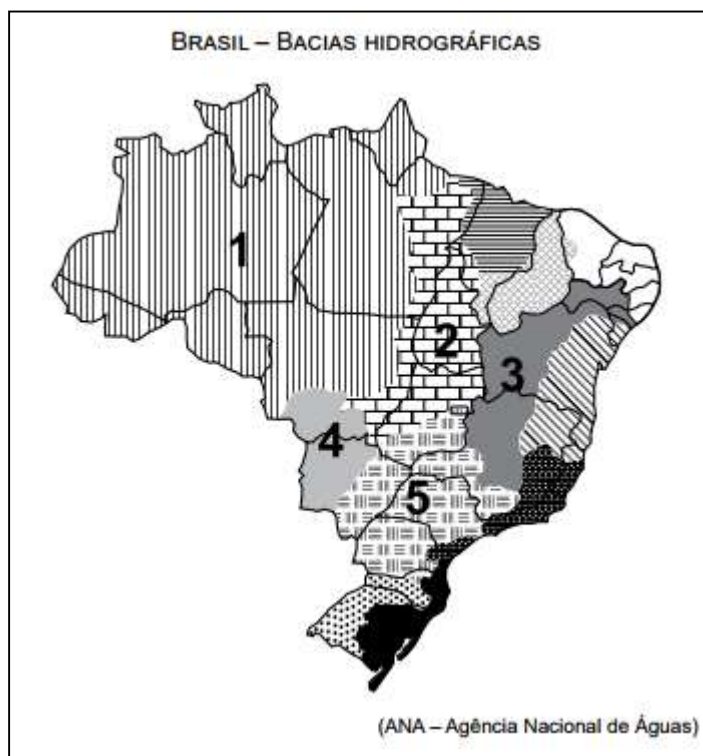 BRASIL – BACIAS HIDROGRÁFICAS
1
2
3
4
5
(ANA – Agência Nacional de Águas)